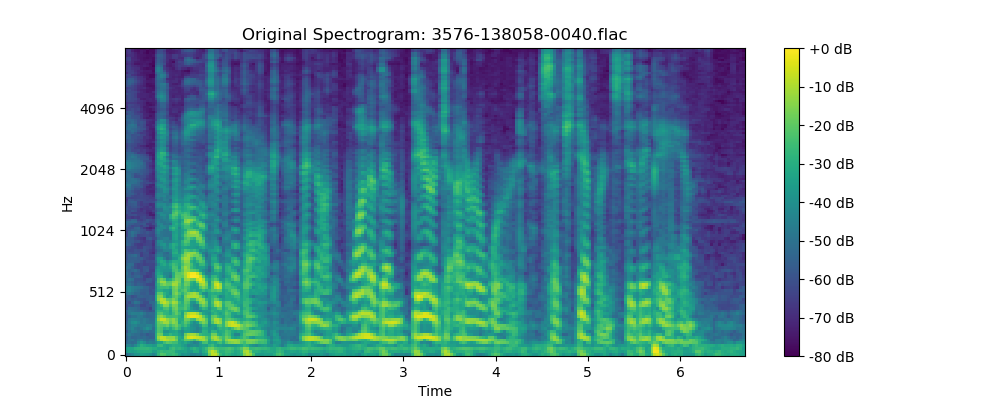 Original Spectrogram: 3576-138058-0040.flac
Hz
4096
2048
1024
512
0
0 1 2 3 4 5 6
Time
+0 dB
-10 dB
-20 dB
-30 dB
-40 dB
-50 dB
-60 dB
-70 dB
-80 dB